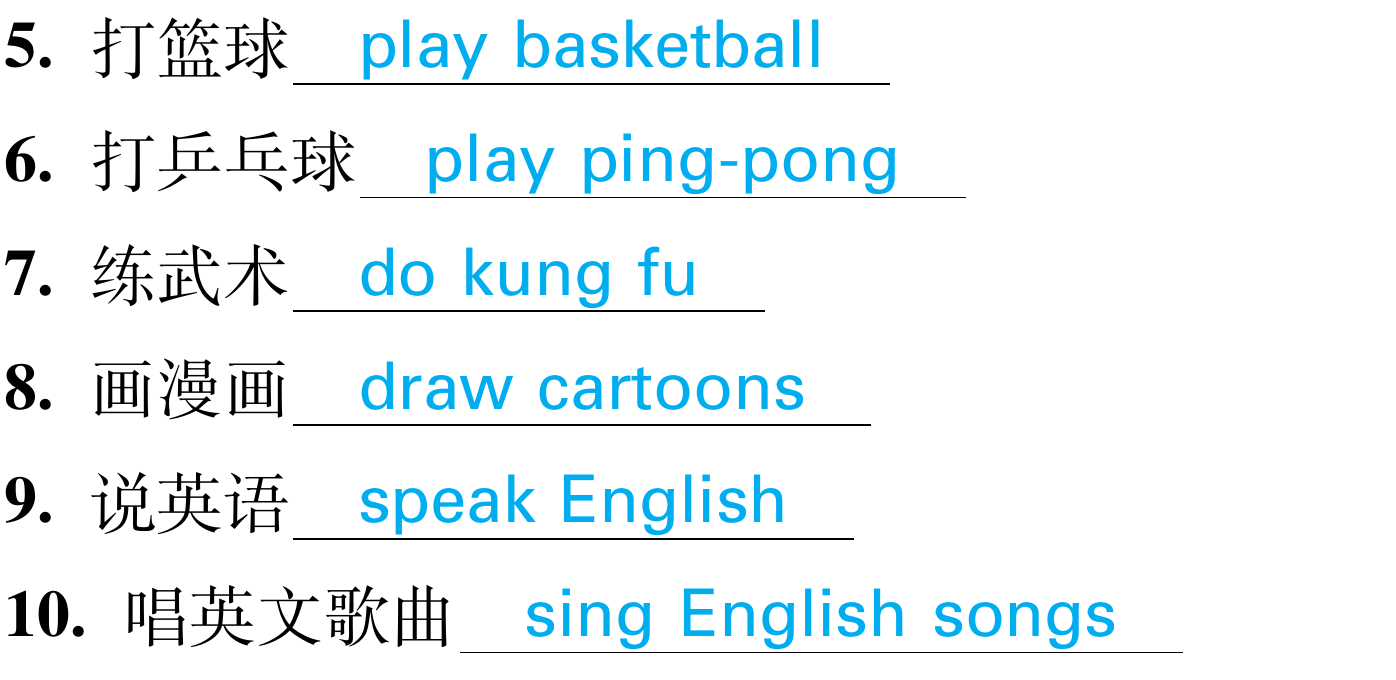 5. 打篮球 play basketball
6. 打乒乓球 play ping-pong
7. 练武术 do kung fu
8. 画漫画 draw cartoons
9. 说英语 speak English
10. 唱英文歌曲 sing English songs